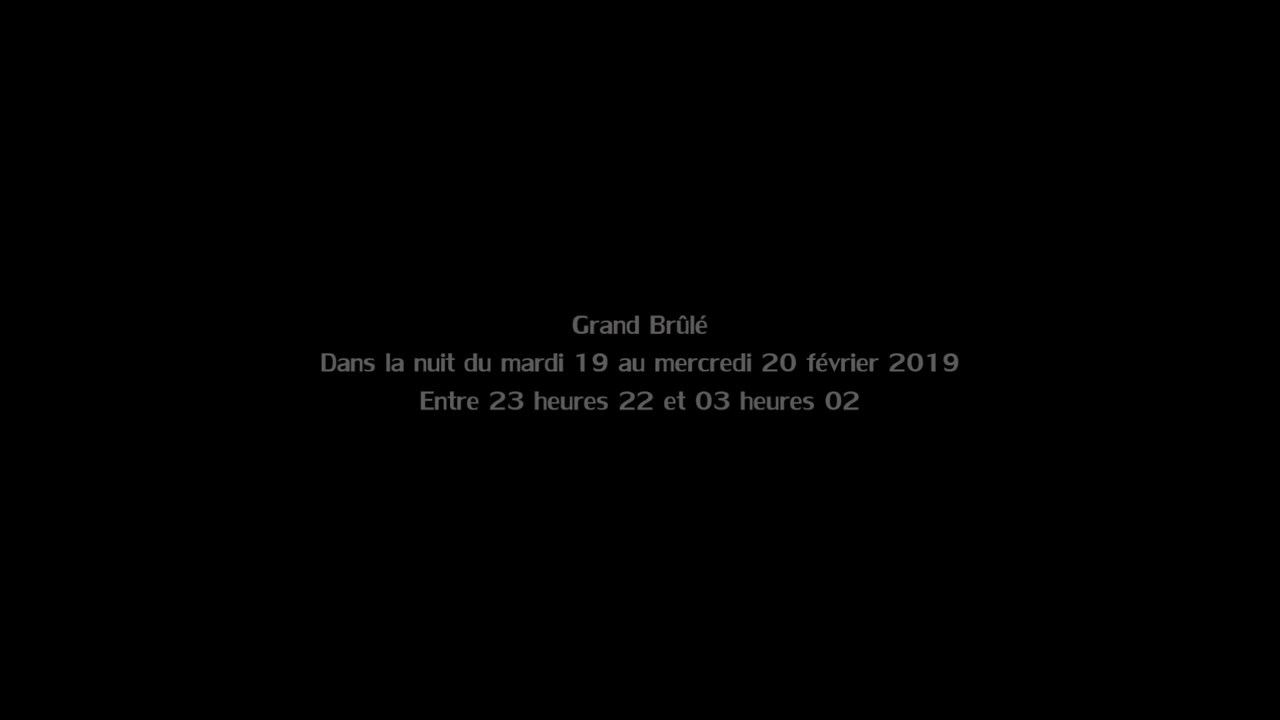 Grand Brûlé
Dans la nuit du mardi 19 au mercredi 20 février 2019
Entre 23 heures 22 et 03 heures 02